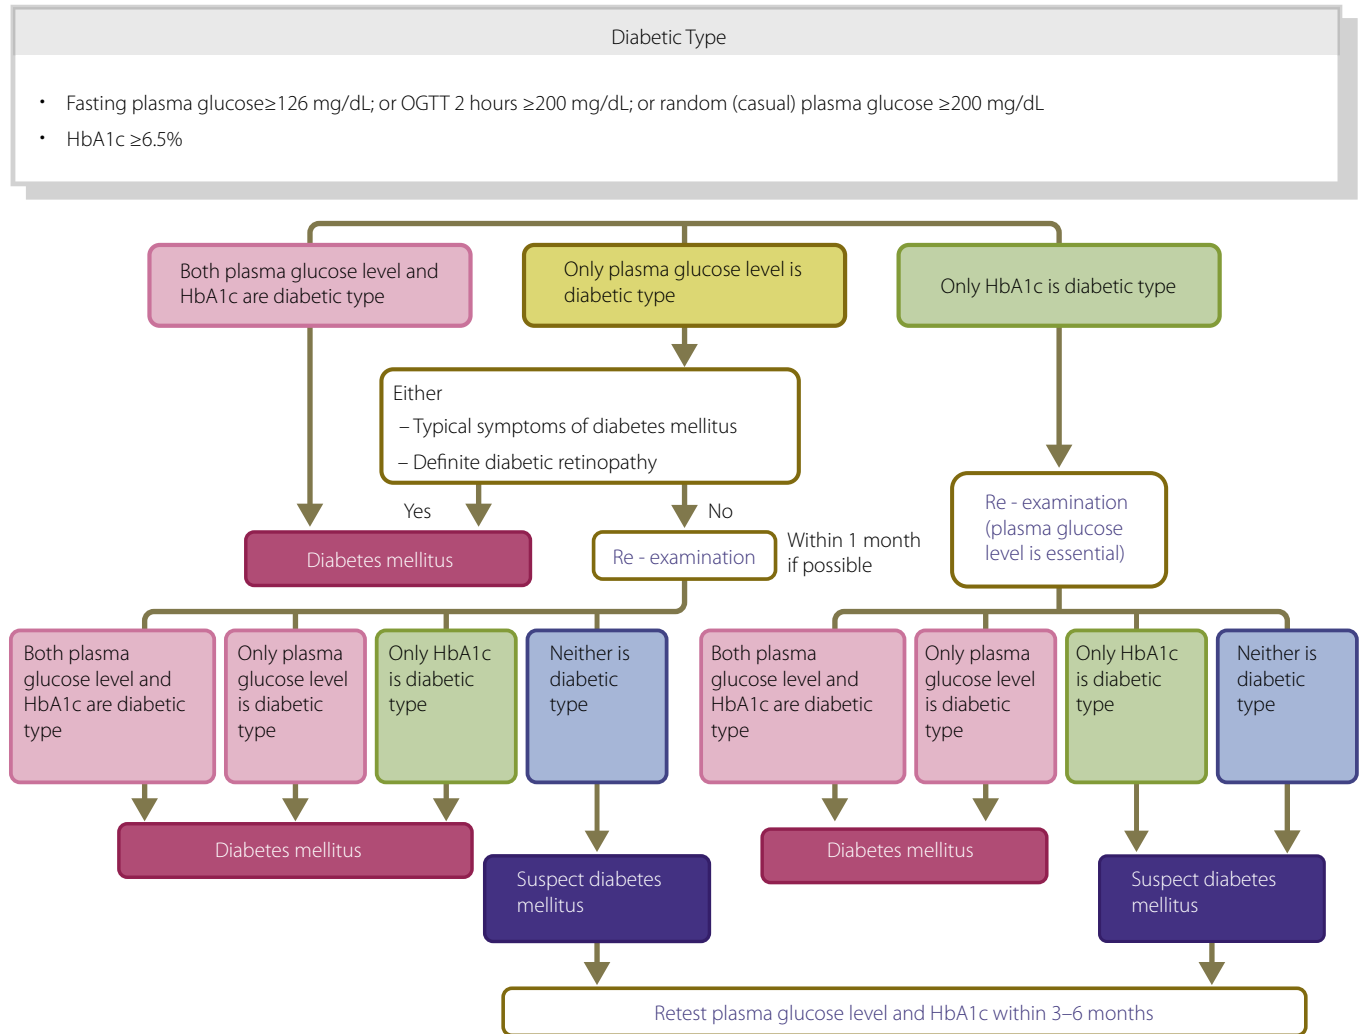 Diabetic Type
• Fasting plasma glucose≥126 mg/dL; or OGTT 2 hours ≥200 mg/dL; or random (casual) plasma glucose ≥200 mg/dL
• HbA1c ≥6.5%
Both plasma glucose level and
HbA1c are diabetic type
Only plasma glucose level is
diabetic type
Only HbA1c is diabetic type
Either
– Typical symptoms of diabetes mellitus
– Definite diabetic retinopathy
Yes
No
Diabetes mellitus
Re - examination
Within 1 month
if possible
Re - examination
(plasma glucose
level is essential)
Both plasma
glucose level and
HbA1c are diabetic
type
Only plasma
glucose level
is diabetic
type
Only HbA1c
is diabetic
type
Neither is
diabetic
type
Both plasma
glucose level and
HbA1c are diabetic
type
Only plasma
glucose level
is diabetic
type
Only HbA1c
is diabetic
type
Neither is
diabetic
type
Diabetes mellitus
Suspect diabetes
mellitus
Diabetes mellitus
Suspect diabetes
mellitus
Retest plasma glucose level and HbA1c within 3–6 months